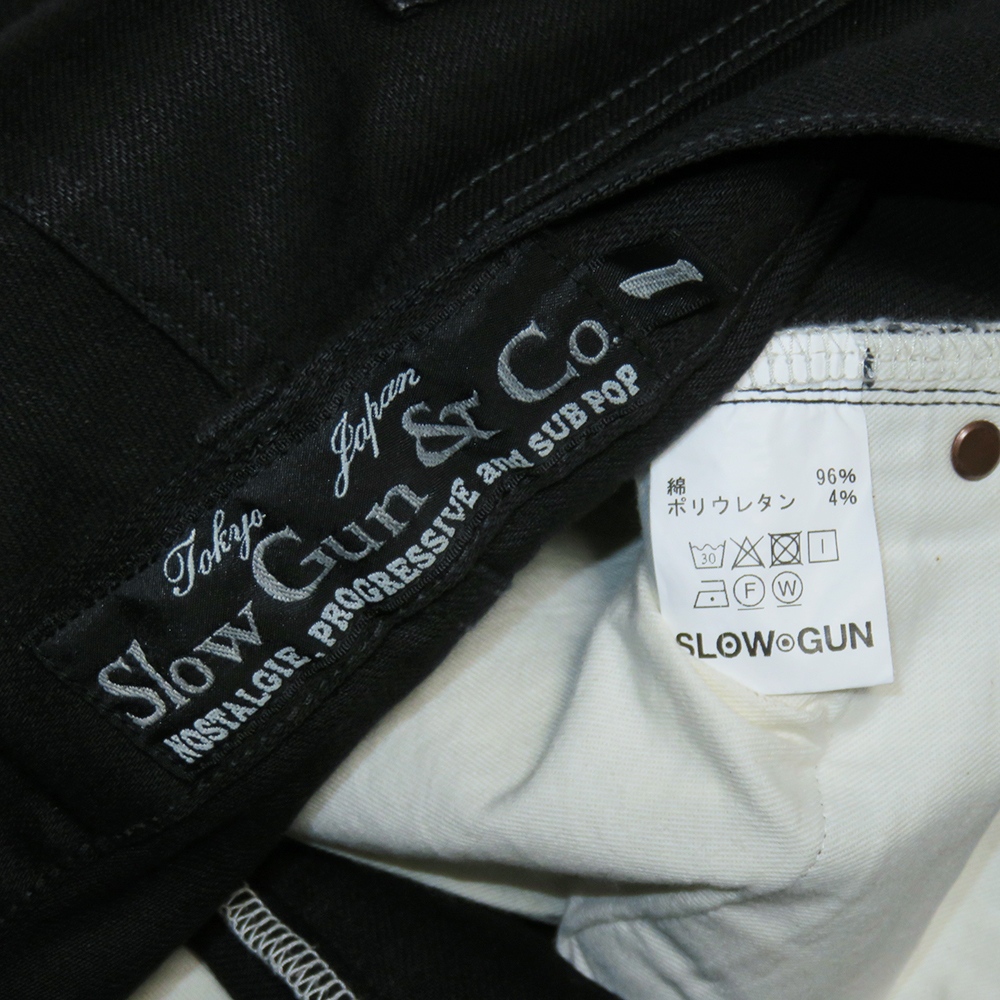 Tokyo Japan
Slow Gun & Co.
NOSTALGIE, PROGRESSIVE and SUB POP
1
綿 96%
ポリウレタン 4%
30
F W
SLOW GUN